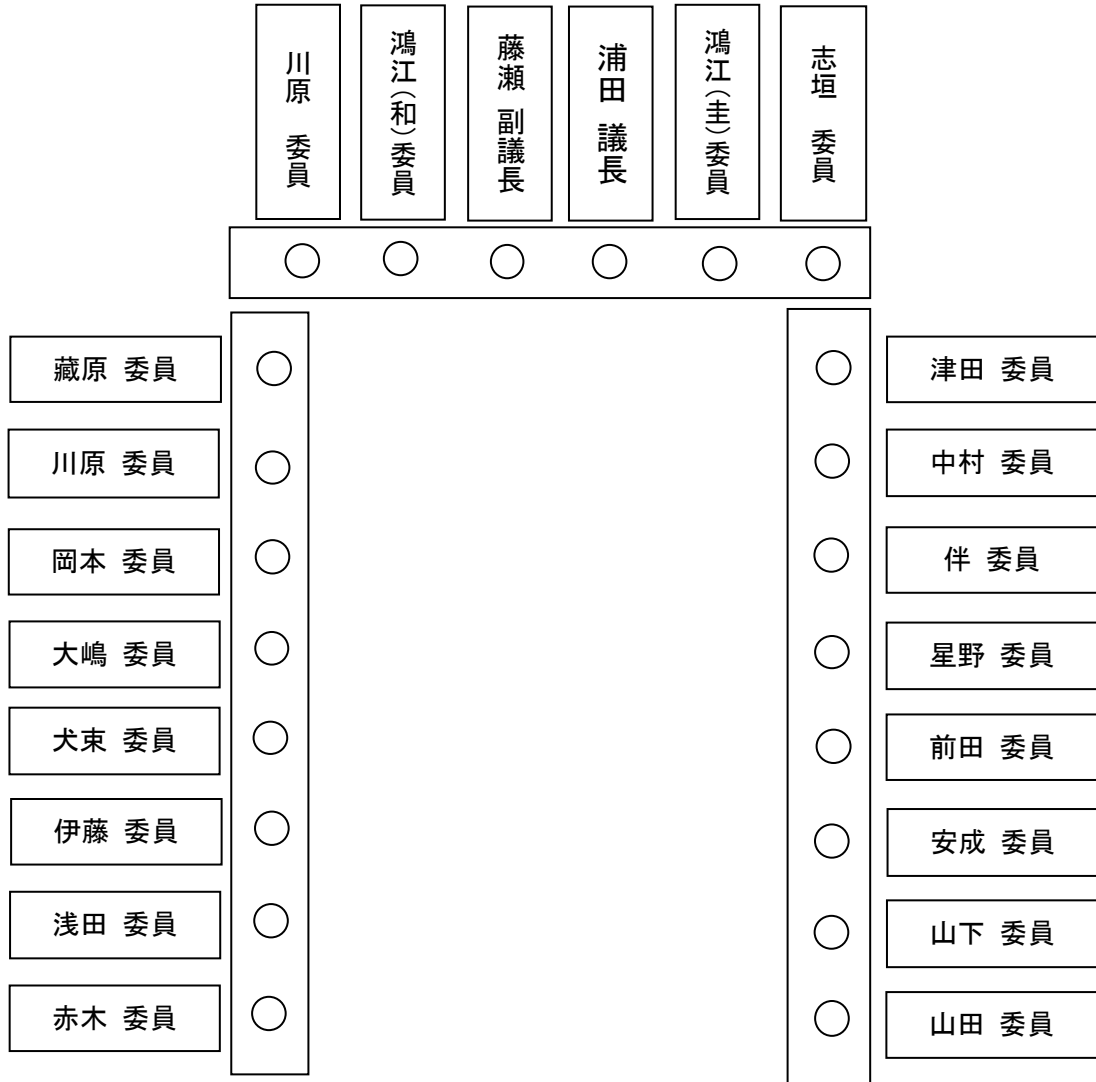 川原 委員
鴻江(和)委員
藤瀬 副議長
浦田 議長
鴻江(圭)委員
志垣 委員
藏原 委員
川原 委員
岡本 委員
大嶋 委員
犬束 委員
伊藤 委員
浅田 委員
赤木 委員
津田 委員
中村 委員
伴 委員
星野 委員
前田 委員
安成 委員
山下 委員
山田 委員